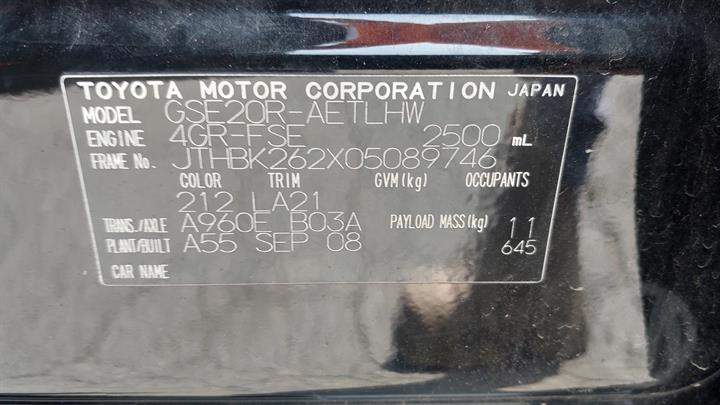 TOYOTA MOTOR CORPORATION JAPAN
MODEL GSE20R-AETLHW
ENGINE 4GR-FSE 2500 mL
FRAME No. JTHBK262X05089746
COLOR TRIM GVM(kg) OCCUPANTS
212 LA21
TRANS./AXLE A960E B03A PAYLOAD MASS(kg) 11
PLANT/BUILT A55 SEP 08 645
CAR NAME